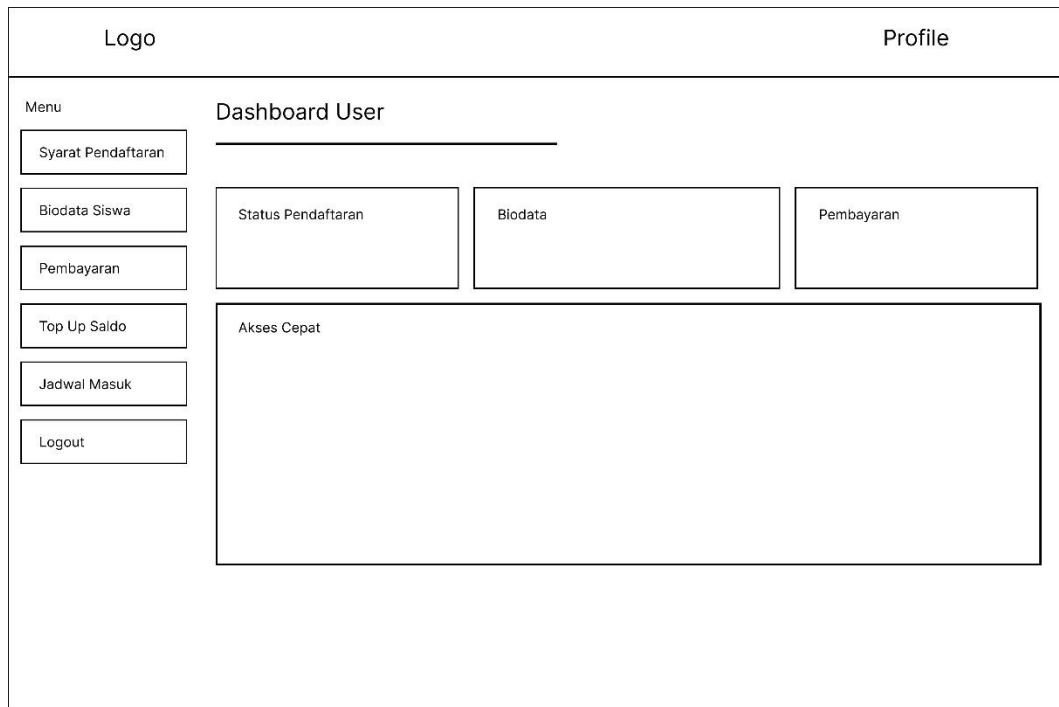 Logo
Profile
Menu
Syarat Pendaftaran
Biodata Siswa
Pembayaran
Top Up Saldo
Jadwal Masuk
Logout
Dashboard User
Status Pendaftaran
Biodata
Pembayaran
Akses Cepat